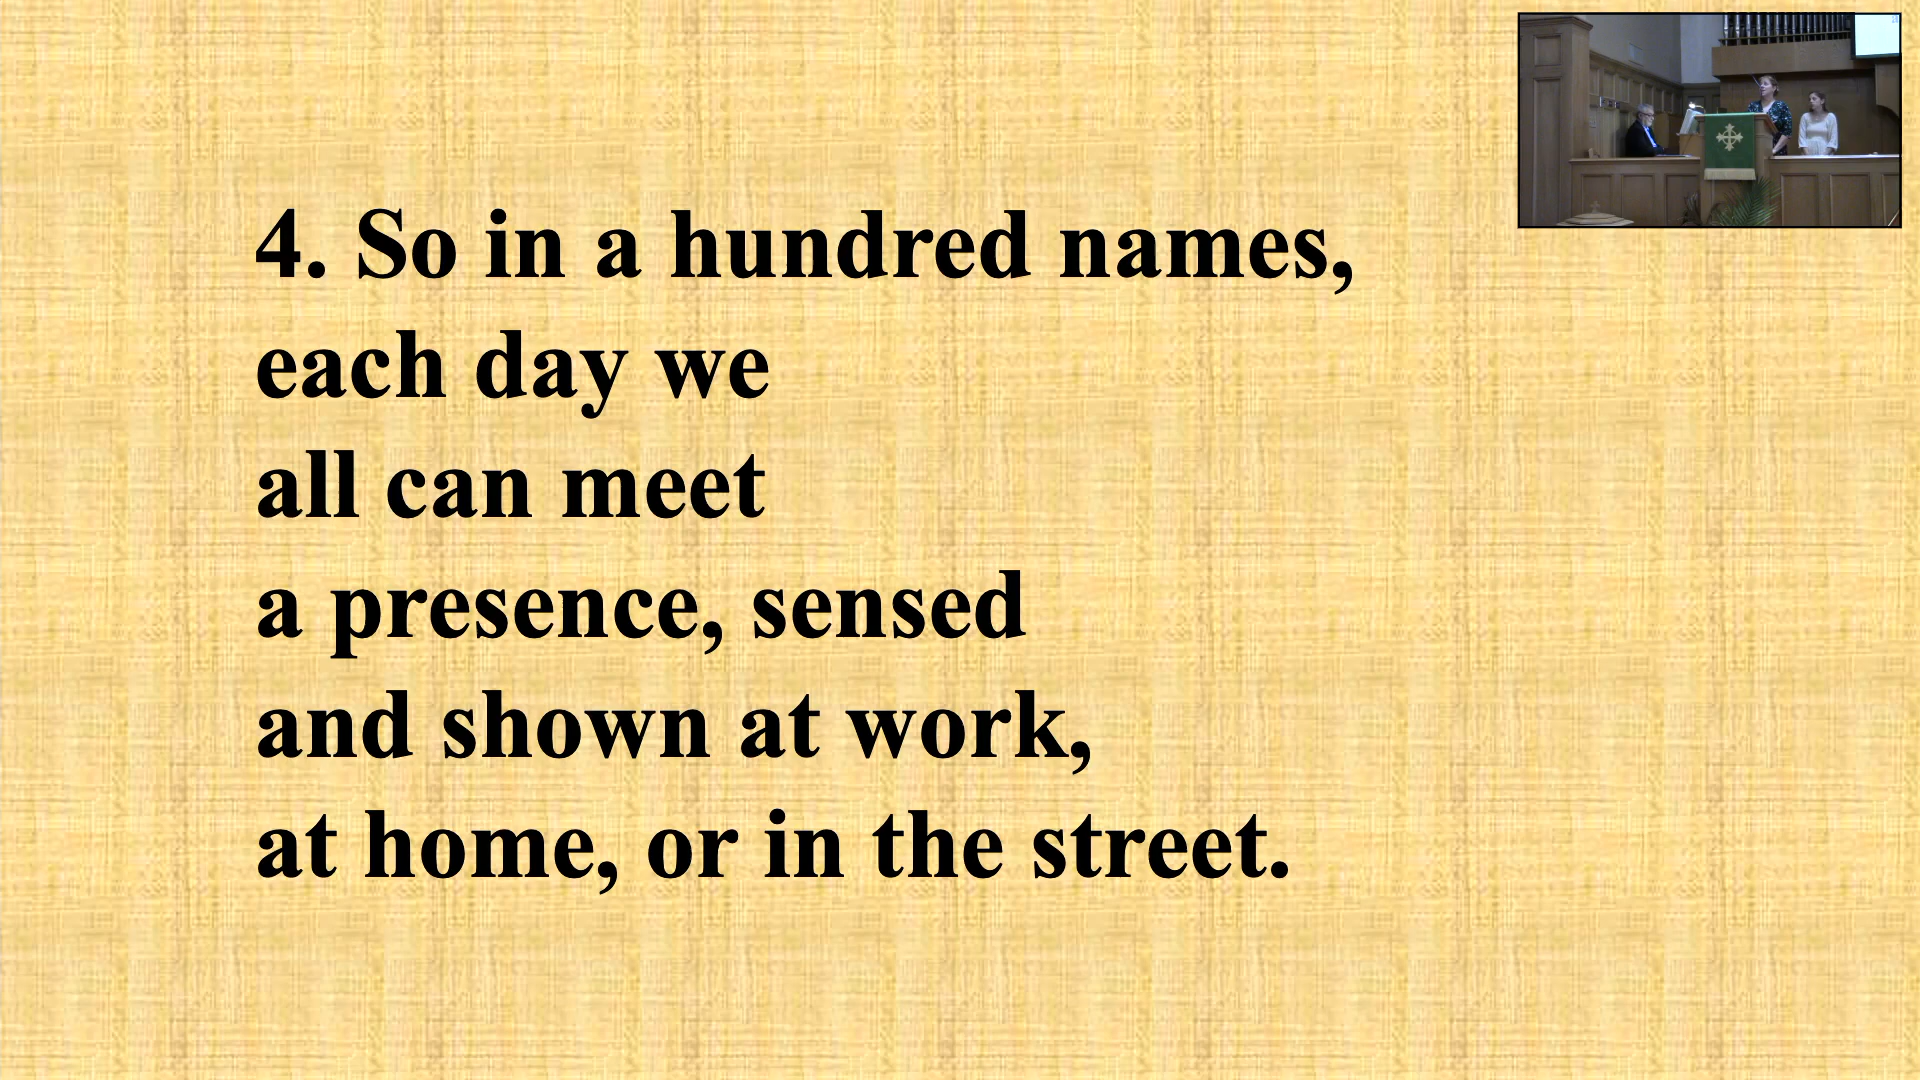 4. So in a hundred names,
each day we
all can meet
a presence, sensed
and shown at work,
at home, or in the street.